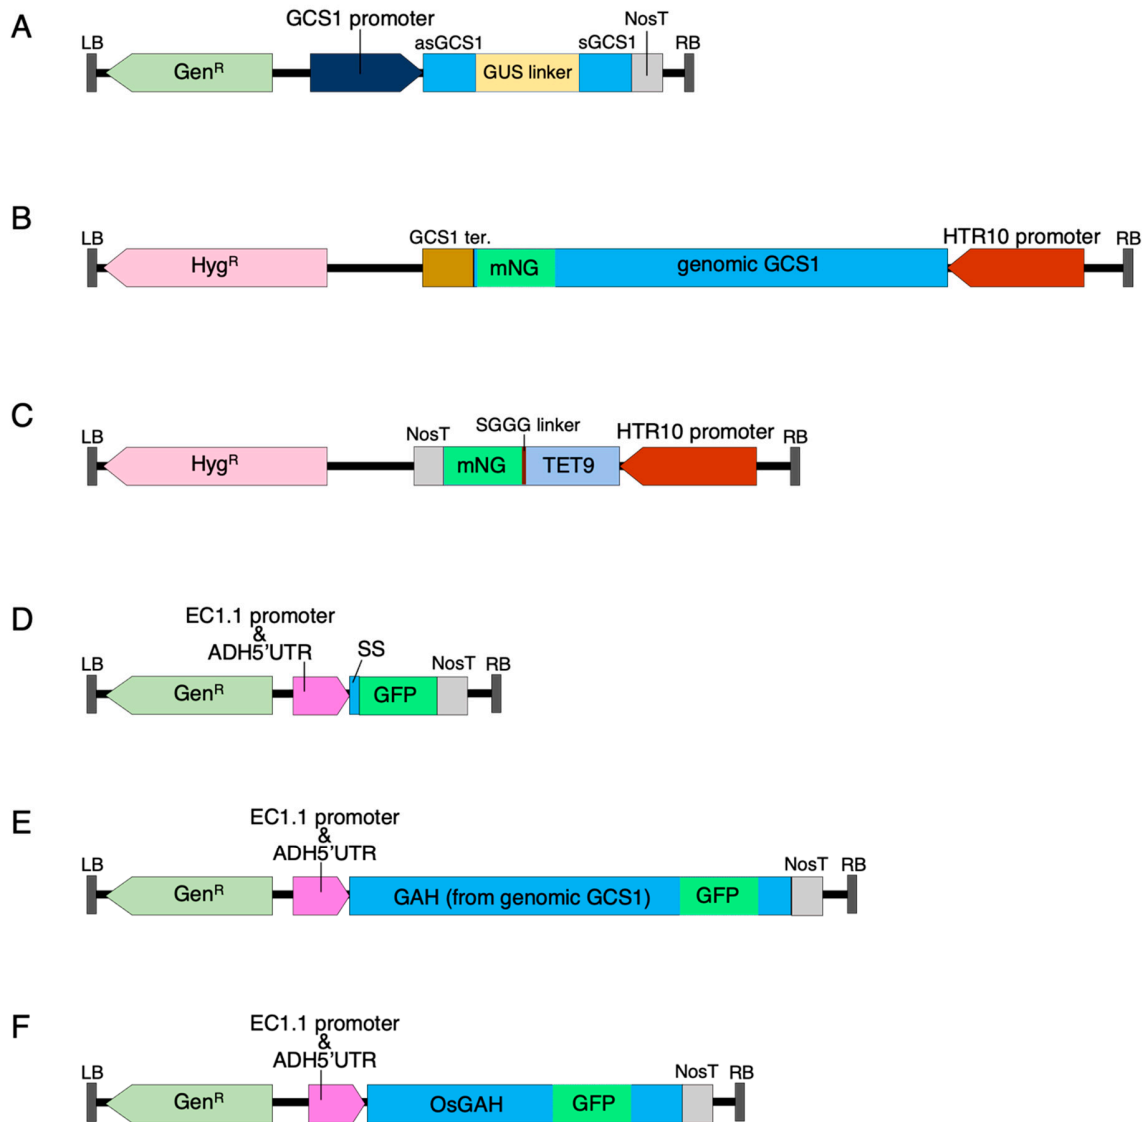 A
GCS1 promoter
NosT
LB
asGCS1
sGCS1
RB
GenR
GUS linker
B
LB
GCS1 ter.
HTR10 promoter
RB
HygR
mNG
genomic GCS1
C
LB
NosT
SGGG linker
HTR10 promoter
RB
HygR
mNG
TET9
D
EC1.1 promoter
&
ADH5'UTR
LB
SS
NosT
RB
GenR
GFP
E
EC1.1 promoter
&
ADH5'UTR
LB
NosT
RB
GenR
GAH (from genomic GCS1)
GFP
F
EC1.1 promoter
&
ADH5'UTR
LB
NosT
RB
GenR
OsGAH
GFP